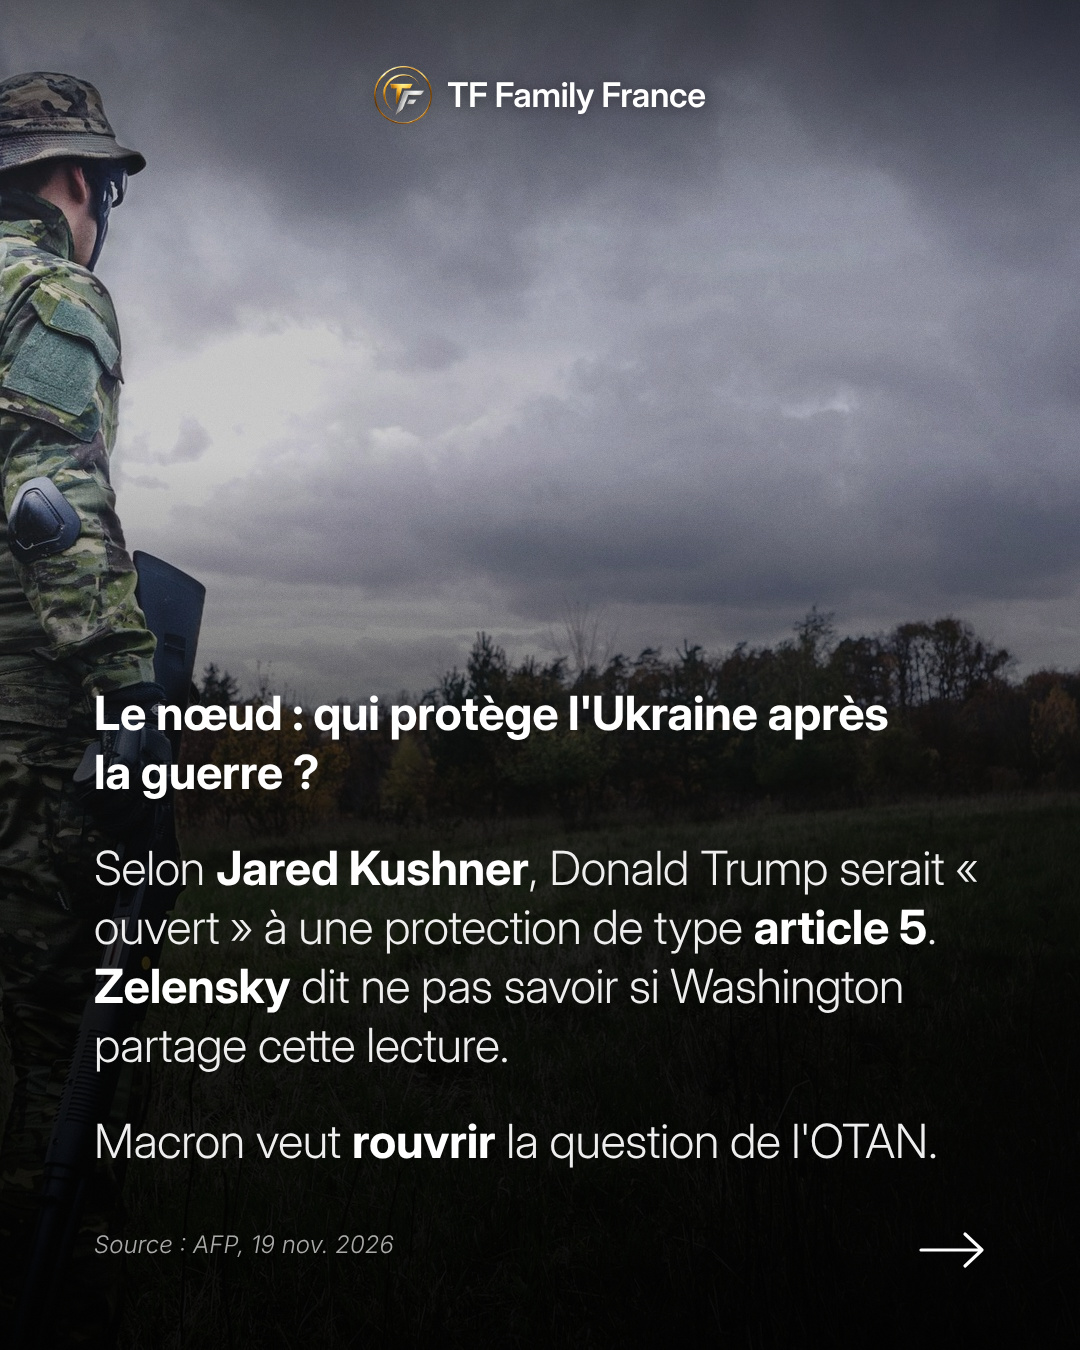 TF
TF Family France
Le nœud : qui protège l'Ukraine après
la guerre ?
Selon Jared Kushner, Donald Trump serait «
ouvert » à une protection de type article 5.
Zelensky dit ne pas savoir si Washington
partage cette lecture.
Macron veut rouvrir la question de l'OTAN.
Source : AFP, 19 nov. 2026